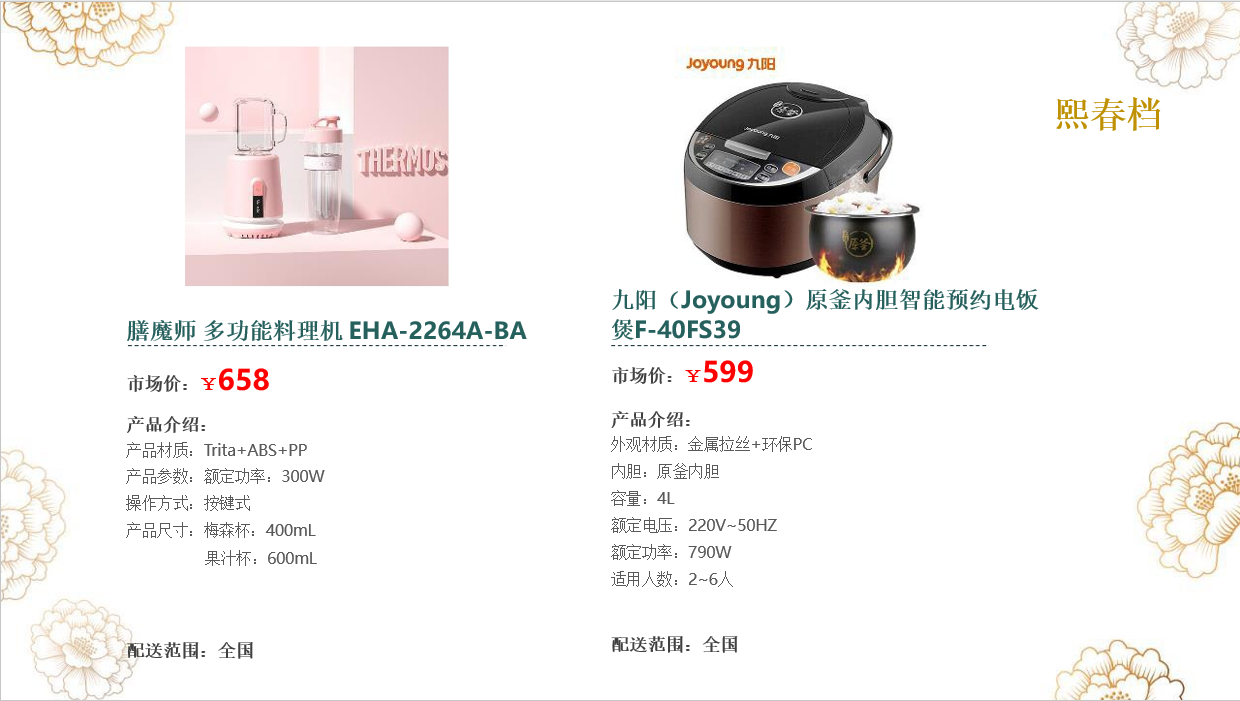 Joyoung 九阳
熙春档
THERMOS
原釜
Joyoung 九阳
原釜
膳魔师 多功能料理机 EHA-2264A-BA
市场价：￥658
产品介绍：
产品材质：Trita+ABS+PP
产品参数：额定功率：300W
操作方式：按键式
产品尺寸：梅森杯：400mL
果汁杯：600mL
配送范围：全国
九阳（Joyoung）原釜内胆智能预约电饭
煲F-40FS39
市场价：￥599
产品介绍：
外观材质：金属拉丝+环保PC
内胆：原釜内胆
容量：4L
额定电压：220V~50HZ
额定功率：790W
适用人数：2~6人
配送范围：全国